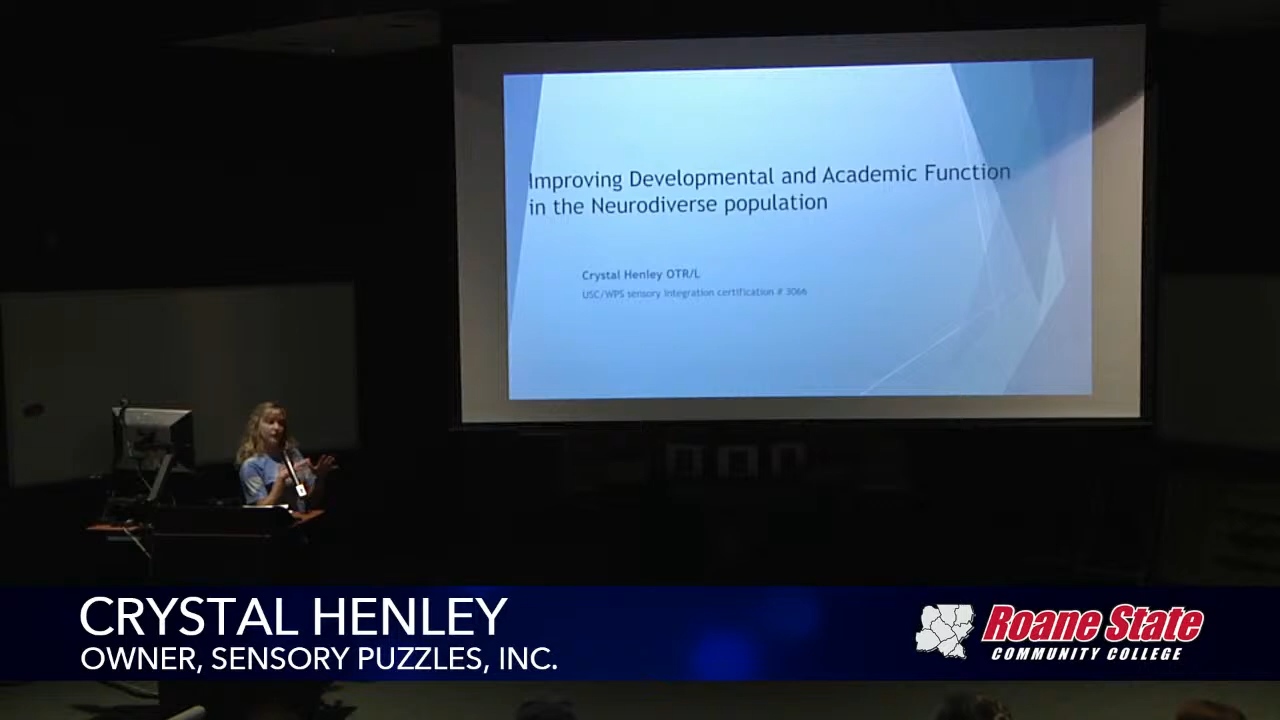 Improving Developmental and Academic Function
in the Neurodiverse population
Crystal Henley OTR/L
USC/WPS sensory integration certification # 3066
CRYSTAL HENLEY
OWNER, SENSORY PUZZLES, INC.
Roane State
COMMUNITY COLLEGE